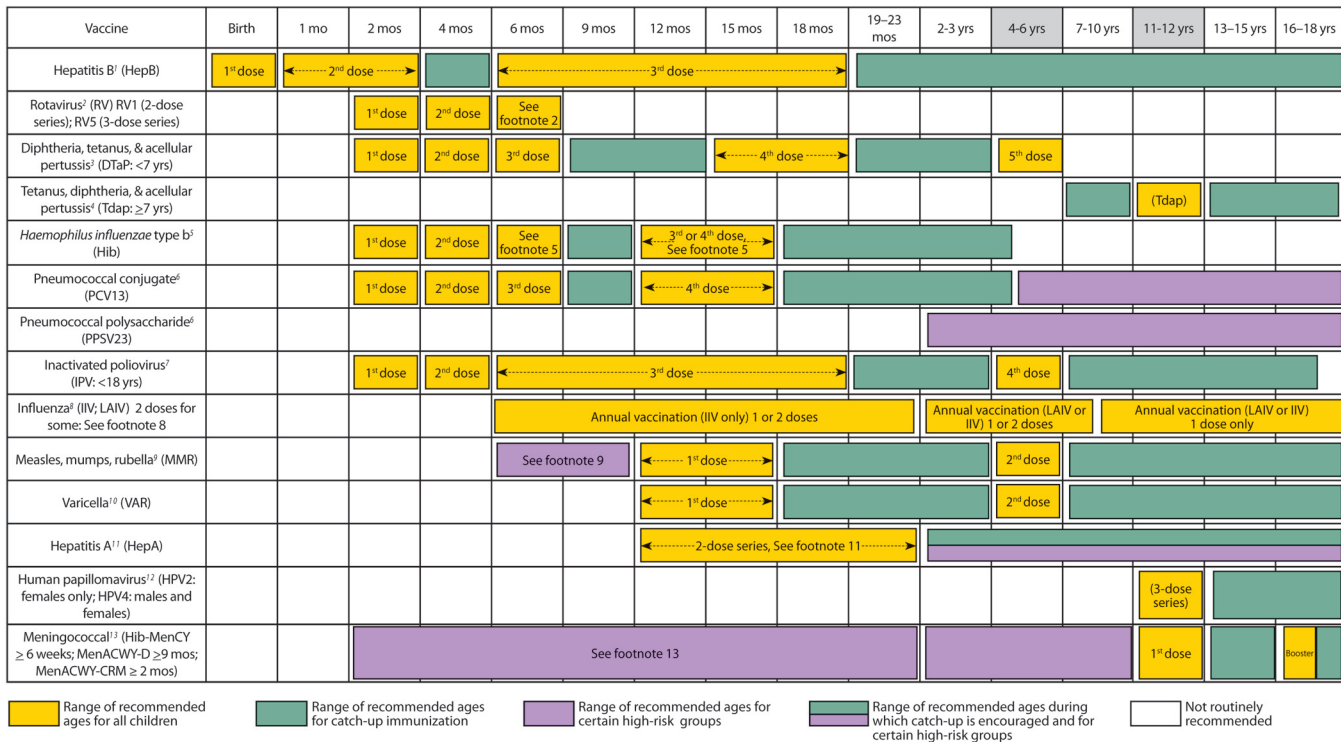 Vaccine Birth 1 mo 2 mos 4 mos 6 mos 9 mos 12 mos 15 mos 18 mos 19–23 mos 2-3 yrs 4-6 yrs 7-10 yrs 11-12 yrs 13–15 yrs 16–18 yrs
Hepatitis B1 (HepB)
1st dose
2nd dose
3rd dose
Rotavirus2 (RV) RV1 (2-dose
series); RV5 (3-dose series)
1st dose
2nd dose
See
footnote 2
Diphtheria, tetanus, & acellular
pertussis3 (DTaP: <7 yrs)
1st dose
2nd dose
3rd dose
4th dose
5th dose
Tetanus, diphtheria, & acellular
pertussis4 (Tdap: ≥7 yrs)
(Tdap)
Haemophilus influenzae type b5
(Hib)
1st dose
2nd dose
See
footnote 5
3rd or 4th dose,
See footnote 5
Pneumococcal conjugate6
(PCV13)
1st dose
2nd dose
3rd dose
4th dose
Pneumococcal polysaccharide6
(PPSV23)
Inactivated poliovirus7
(IPV: <18 yrs)
1st dose
2nd dose
3rd dose
4th dose
Influenza8 (IIV; LAIV) 2 doses for
some: See footnote 8
Annual vaccination (IIV only) 1 or 2 doses
Annual vaccination (LAIV or
IIV) 1 or 2 doses
Annual vaccination (LAIV or IIV)
1 dose only
Measles, mumps, rubella9 (MMR)
See footnote 9
1st dose
2nd dose
Varicella10 (VAR)
1st dose
2nd dose
Hepatitis A11 (HepA)
2-dose series, See footnote 11
Human papillomavirus12 (HPV2:
females only; HPV4: males and
females)
(3-dose
series)
Meningococcal13 (Hib-MenCY
≥ 6 weeks; MenACWY-D ≥9 mos;
MenACWY-CRM ≥ 2 mos)
See footnote 13
1st dose
Booster
Range of recommended
ages for all children
Range of recommended ages
for catch-up immunization
Range of recommended ages for
certain high-risk groups
Range of recommended ages during
which catch-up is encouraged and for
certain high-risk groups
Not routinely
recommended